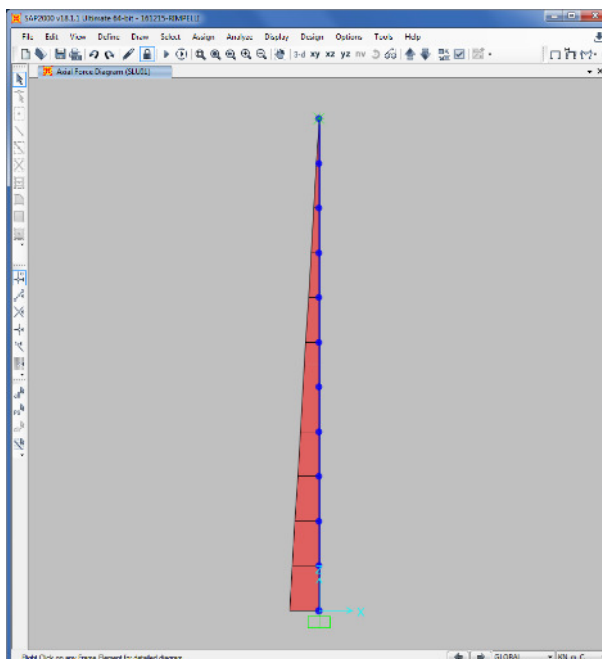 SAP2000 v18.1.1 Ultimate 64-bit - 161215-RIMPELLI
File Edit View Define Draw Select Assign Analyze Display Design Options Tools Help
3-d xy xz yz nv
Axial Force Diagram (SLU01)
Z
X
Right Click on any Frame Element for detailed diagram
GLOBAL
KN, m, C